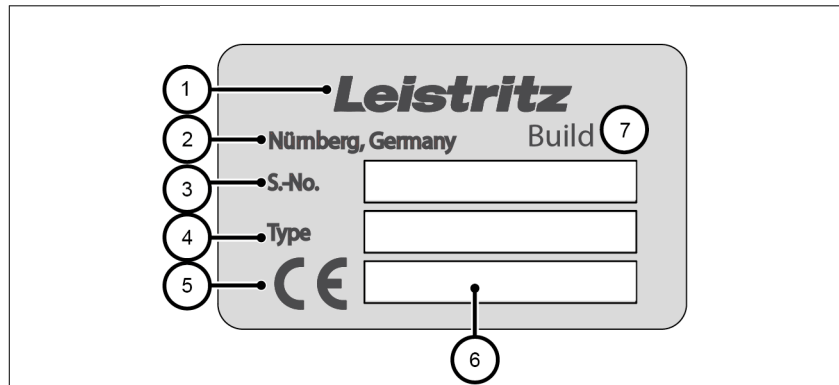 1 Leistritz
2 Nürnberg, Germany Build 7
3 S.-No.
4 Type
5 CE
6